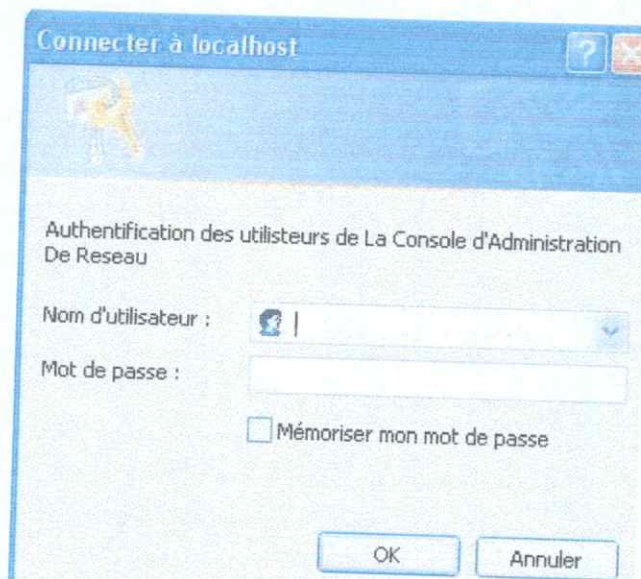 Connecter à localhost
Authentification des utilisteurs de La Console d'Administration
De Reseau
Nom d'utilisateur :
Mot de passe :
Mémoriser mon mot de passe
OK
Annuler